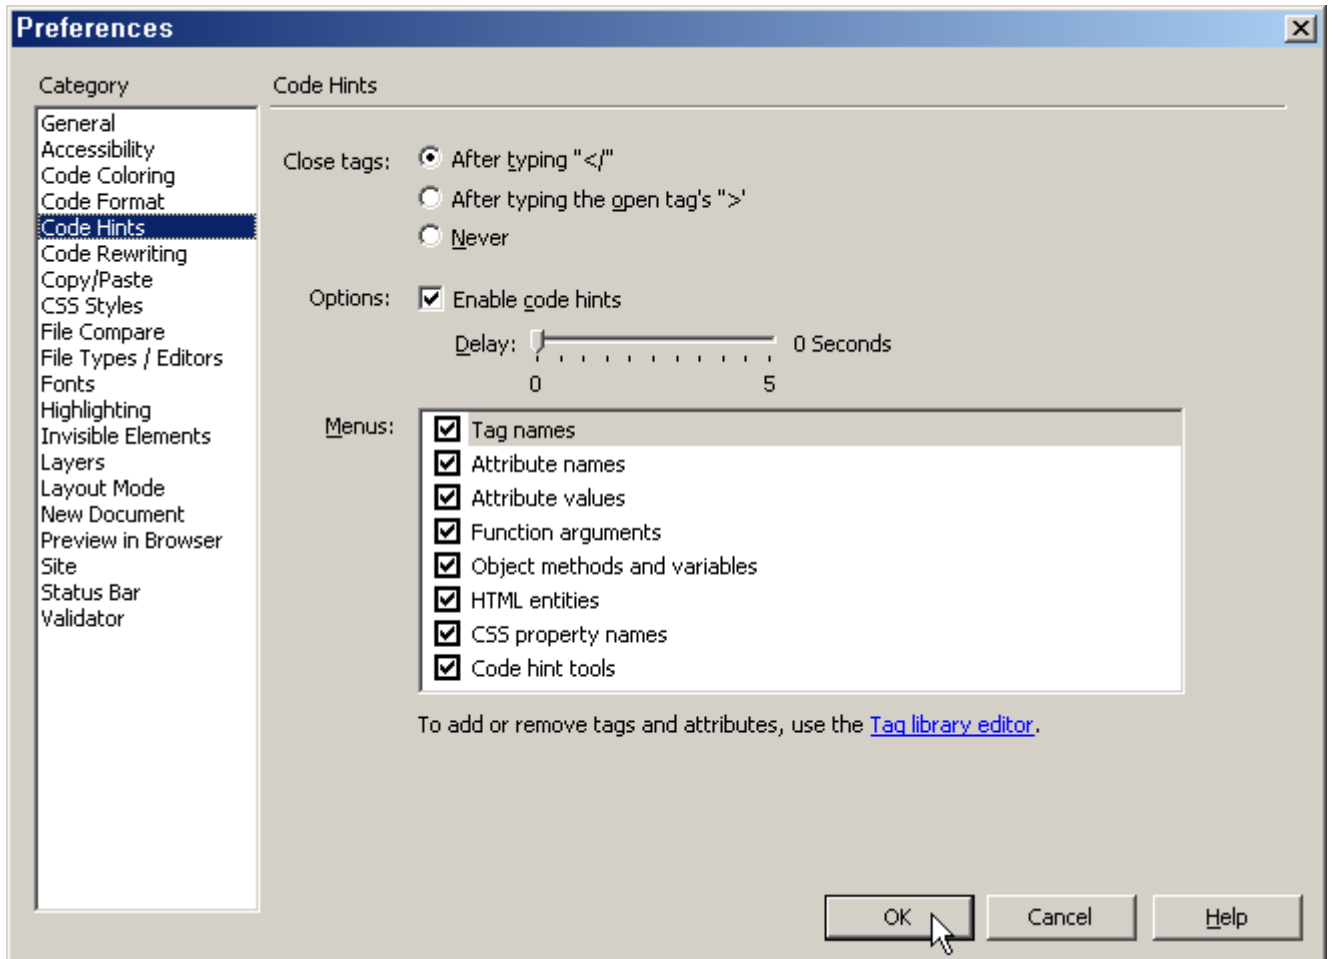 Preferences
Category
General
Accessibility
Code Coloring
Code Format
Code Hints
Code Rewriting
Copy/Paste
CSS Styles
File Compare
File Types / Editors
Fonts
Highlighting
Invisible Elements
Layers
Layout Mode
New Document
Preview in Browser
Site
Status Bar
Validator
Code Hints
Close tags:
After typing "</"
After typing the open tag's ">'
Never
Options:
Enable code hints
Delay:
0 Seconds
0 5
Menus:
Tag names
Attribute names
Attribute values
Function arguments
Object methods and variables
HTML entities
CSS property names
Code hint tools
To add or remove tags and attributes, use the Tag library editor.
OK
Cancel
Help